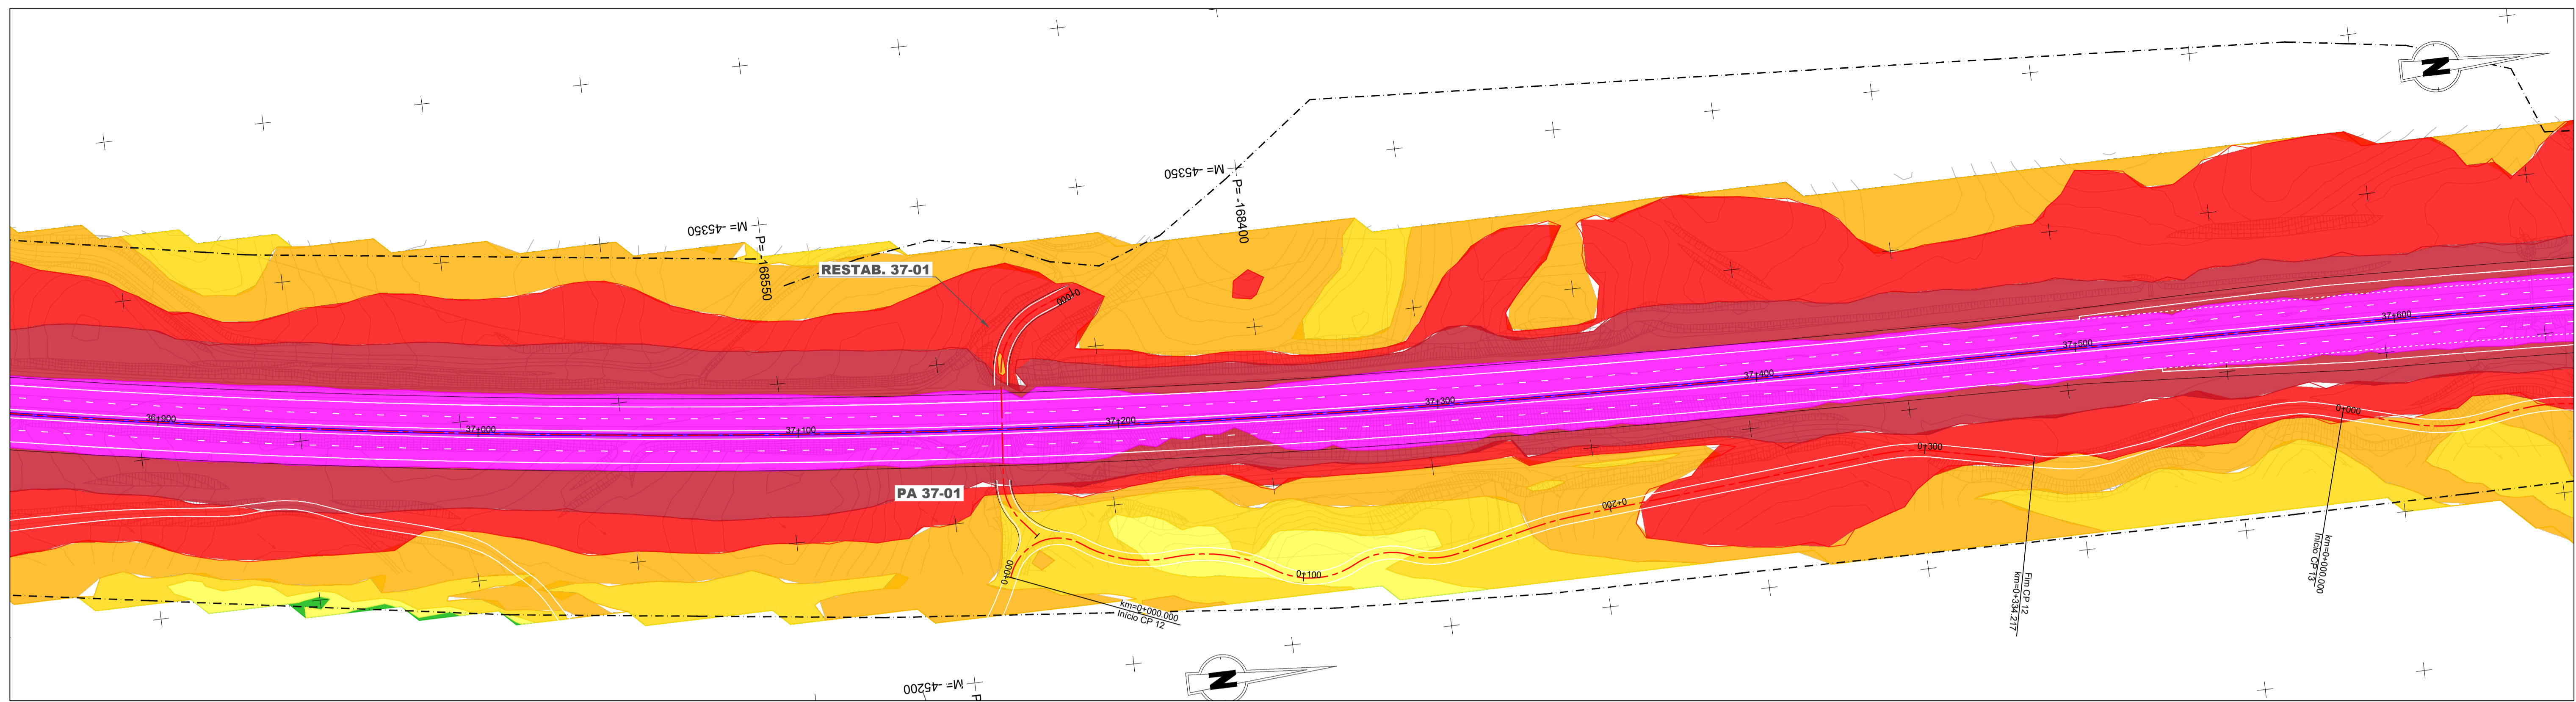 N
M= -45350
P= -168400
M= -45350
P= -168550
RESTAB. 37-01
0+000
37+600
37+500
37+400
37+300
37+200
37+100
37+000
36+900
0+000
0+300
PA 37-01
0+200
0+100
0+000
km=0+000.000
Início CP 12
Fim CP 12
km=0+334.217
km=0+000.000
Início CP 13
N
M= -45200